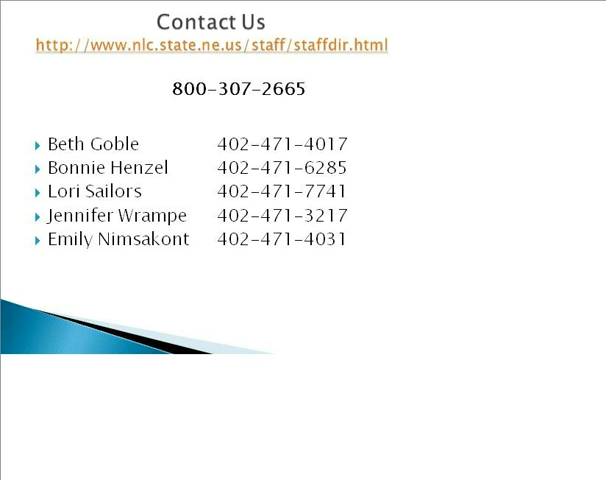 Contact Us
http://www.nlc.state.ne.us/staff/staffdir.html
800-307-2665
Beth Goble 402-471-4017
Bonnie Henzel 402-471-6285
Lori Sailors 402-471-7741
Jennifer Wrampe 402-471-3217
Emily Nimsakont 402-471-4031